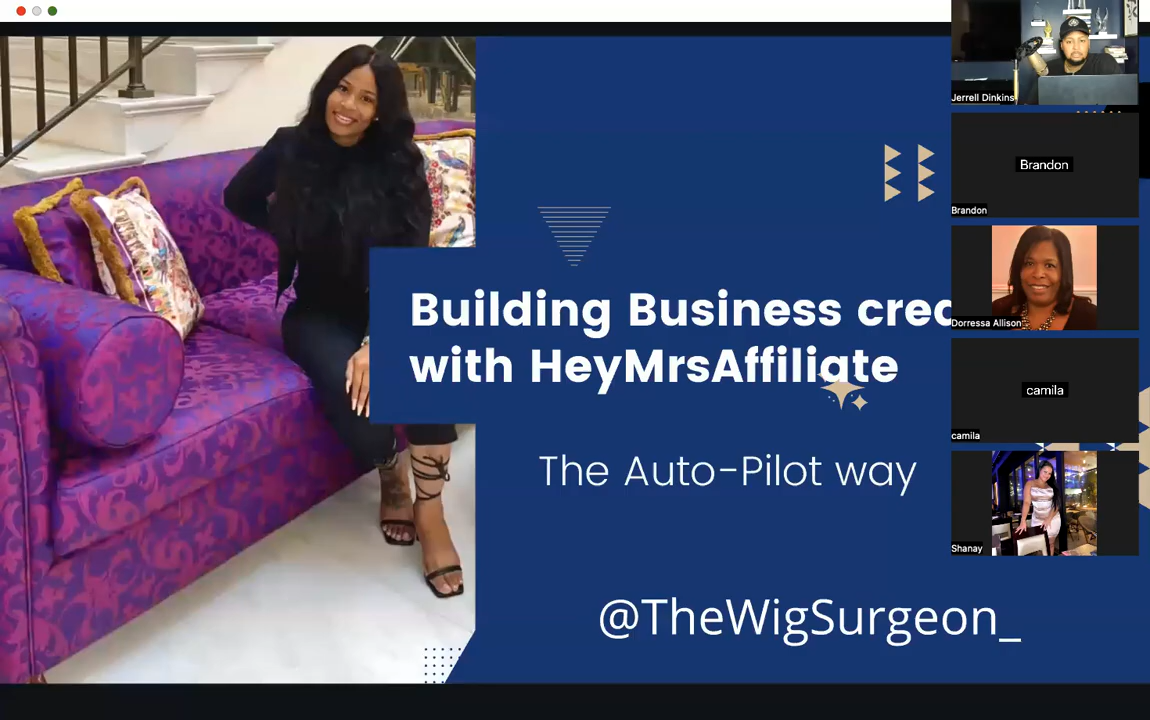 Building Business cred
with HeyMrsAffiliate
The Auto-Pilot way
@TheWigSurgeon_
Jerrell Dinkins
Brandon
Brandon
Dorressa Allison
camila
camila
Shanay